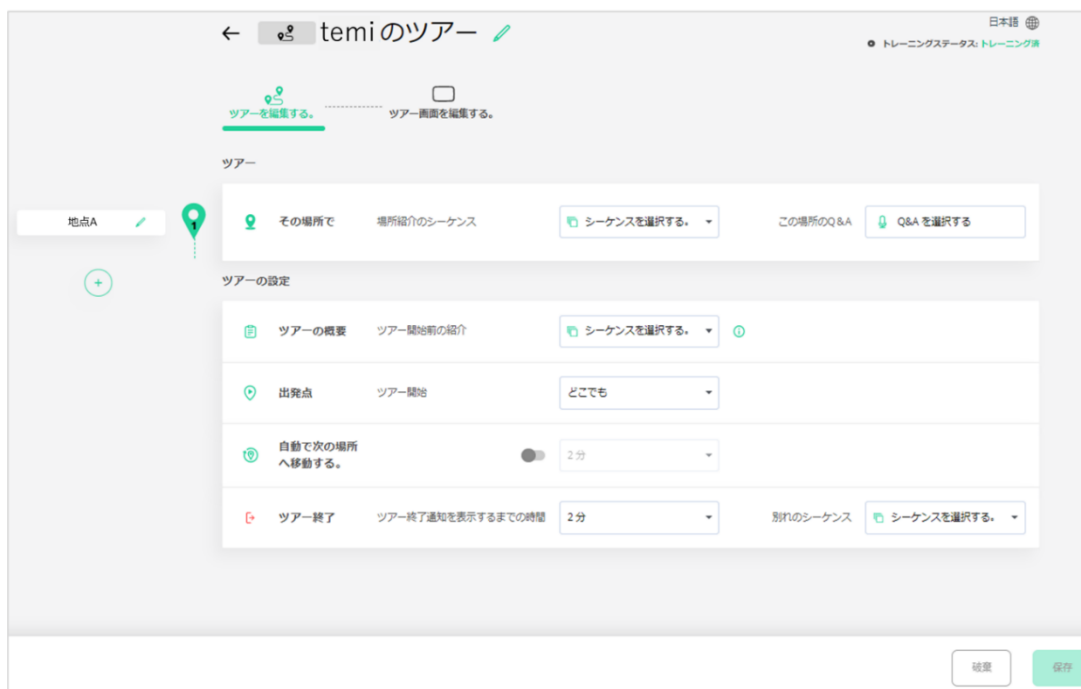 temiのツアー
日本語
トレーニングステータス: トレーニング済
ツアーを編集する。
ツアー画面を編集する。
ツアー
地点A
1
その場所で
場所紹介のシーケンス
シーケンスを選択する。
この場所のQ&A
Q&A を選択する
ツアーの設定
ツアーの概要
ツアー開始前の紹介
シーケンスを選択する。
出発点
ツアー開始
どこでも
自動で次の場所
へ移動する。
2分
ツアー終了
ツアー終了通知を表示するまでの時間
2分
別れのシーケンス
シーケンスを選択する。
破棄
保存